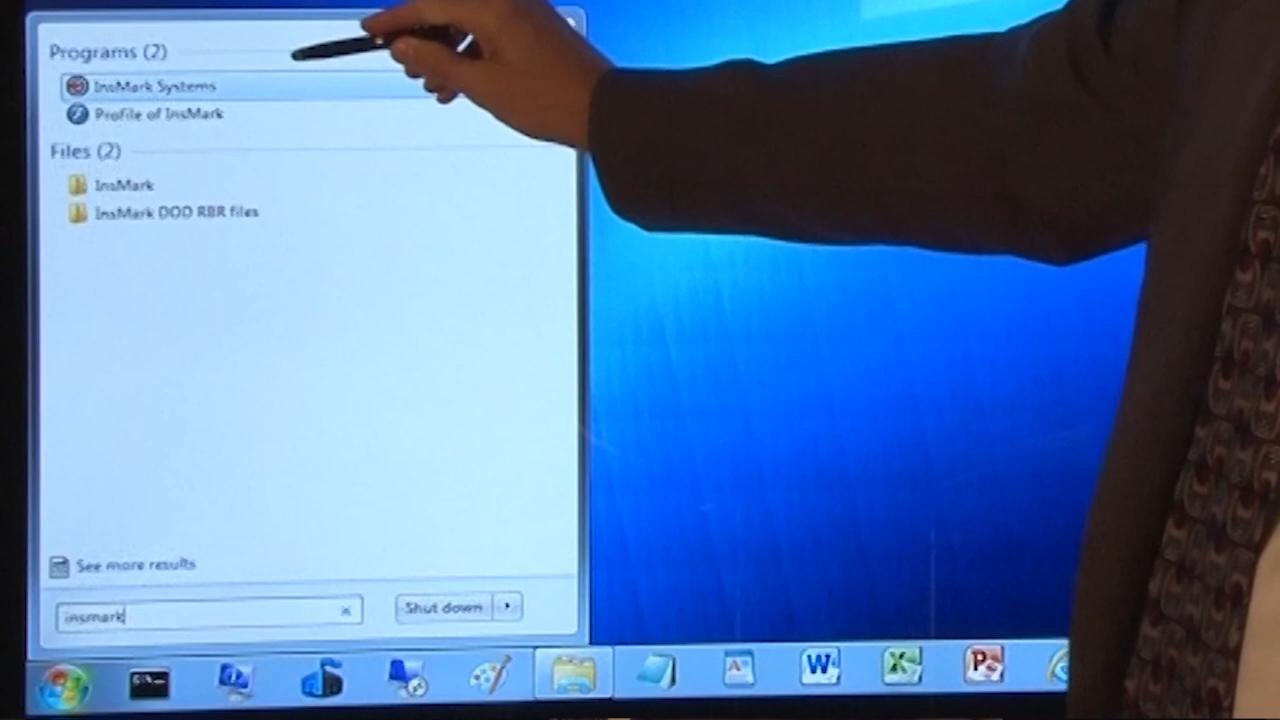 Programs (2)
InsMark Systems
Profile of InsMark
Files (2)
InsMark
InsMark DOD RBR files
See more results
insmark
Shut down
C:\
A
W
X
P